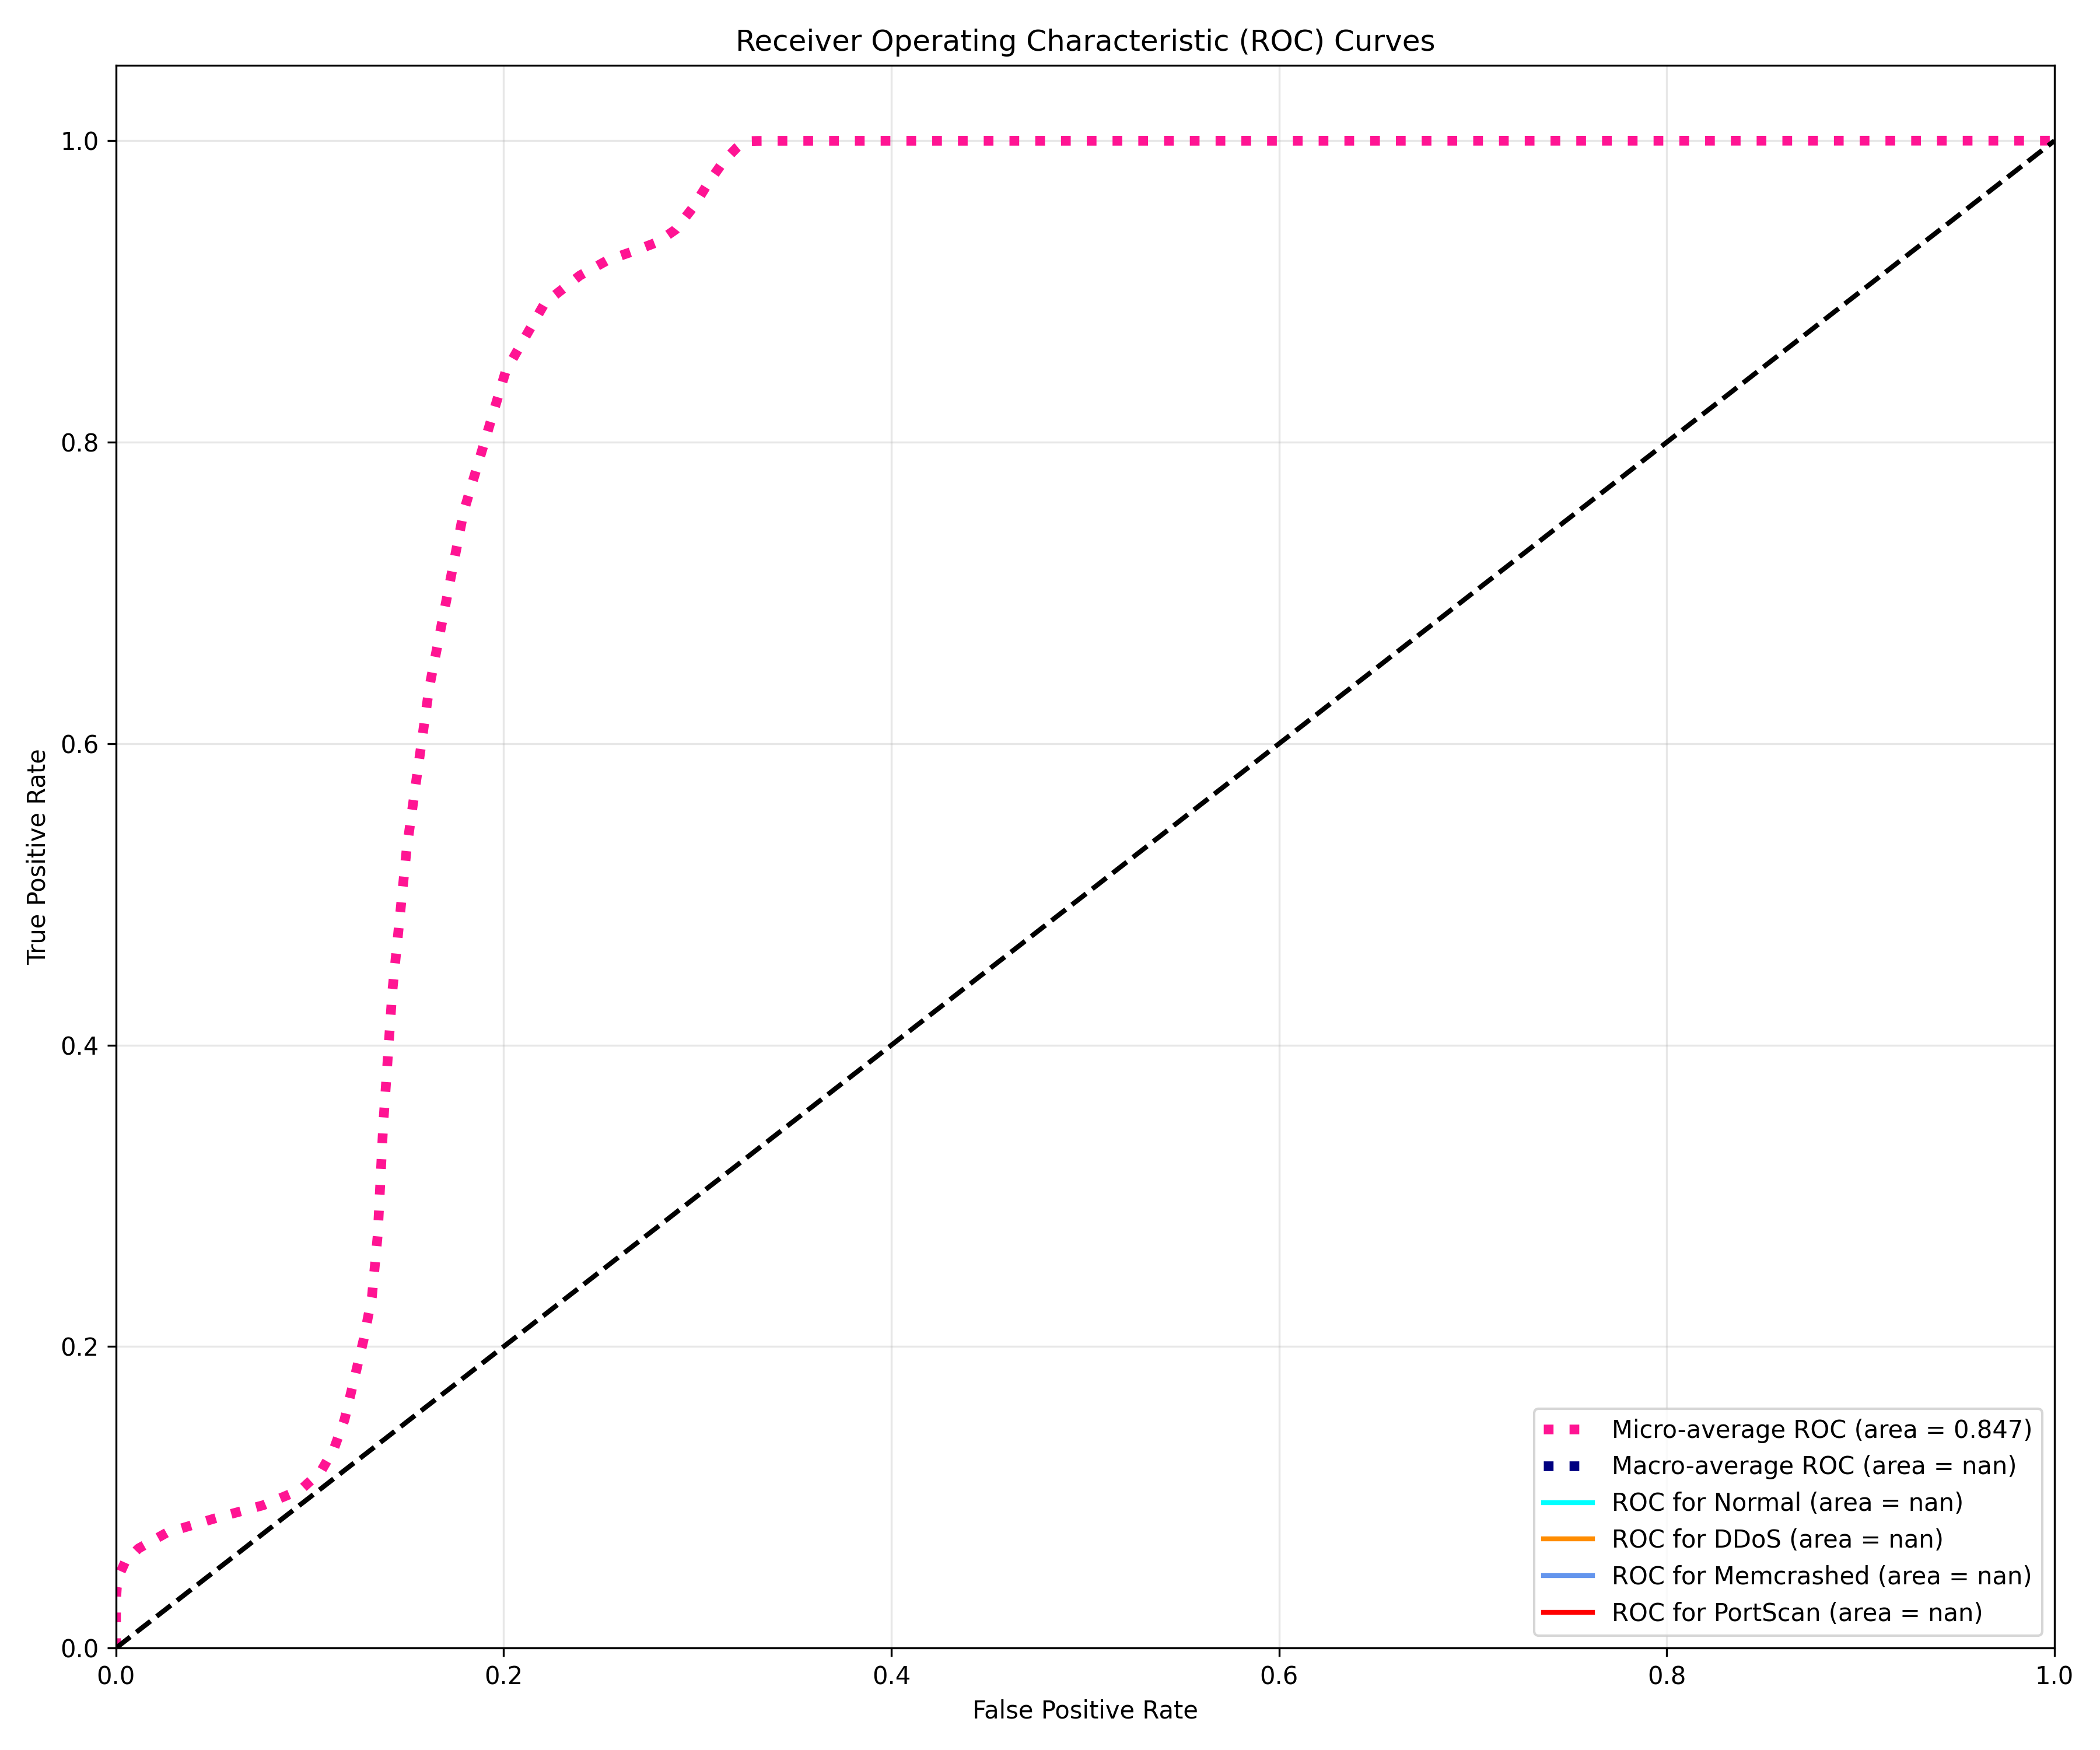 Receiver Operating Characteristic (ROC) Curves
1.0
0.8
0.6
0.4
0.2
0.0
True Positive Rate
0.0 0.2 0.4 0.6 0.8 1.0
False Positive Rate
Micro-average ROC (area = 0.847)
Macro-average ROC (area = nan)
ROC for Normal (area = nan)
ROC for DDoS (area = nan)
ROC for Memcrashed (area = nan)
ROC for PortScan (area = nan)